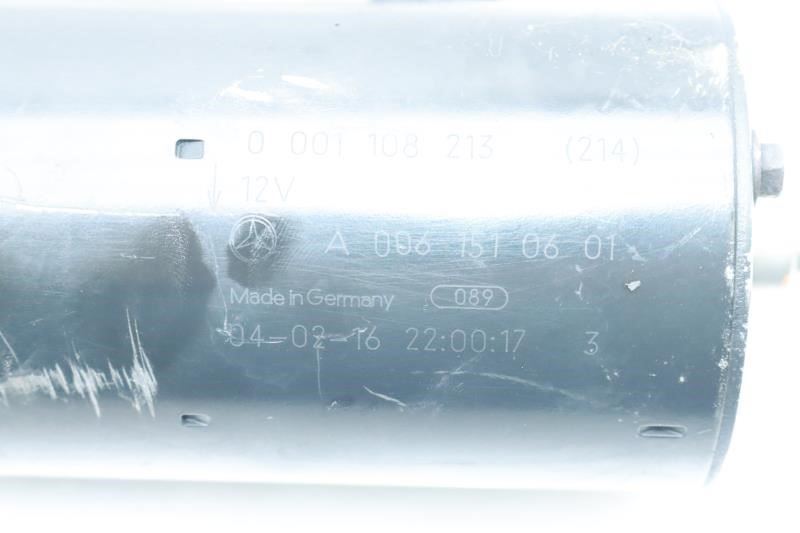 0 001 108 213 (214)
12V
A 006 151 06 01
Made in Germany 089
04-02-16 22:00:17 3